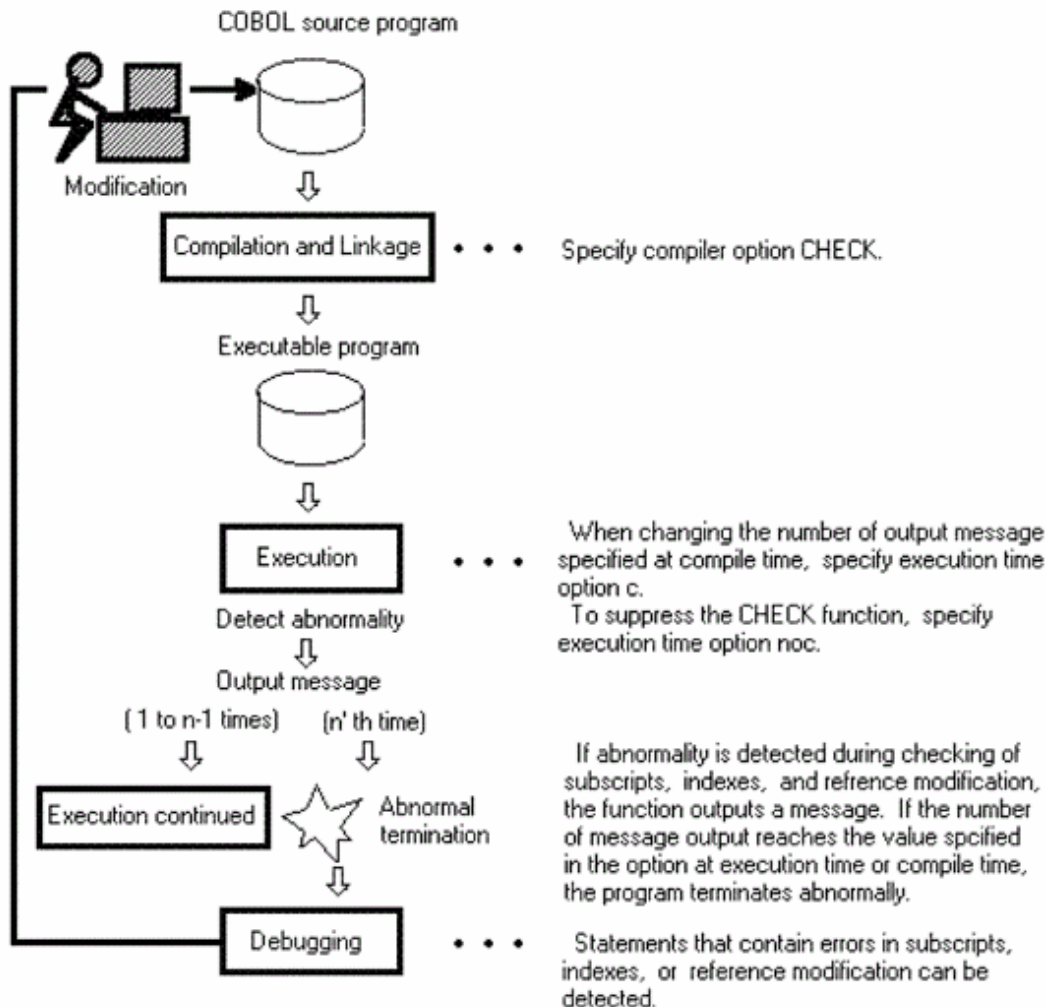 COBOL source program
Modification
Compilation and Linkage
• • •
Specify compiler option CHECK.
Executable program
Execution
• • •
When changing the number of output message
specified at compile time, specify execution time
option c.
To suppress the CHECK function, specify
execution time option noc.
Detect abnormality
Output message
( 1 to n-1 times)
(n' th time)
Execution continued
Abnormal
termination
If abnormality is detected during checking of
subscripts, indexes, and refrence modification,
the function outputs a message. If the number
of message output reaches the value spcified
in the option at execution time or compile time,
the program terminates abnormally.
Debugging
• • •
Statements that contain errors in subscripts,
indexes, or reference modification can be
detected.